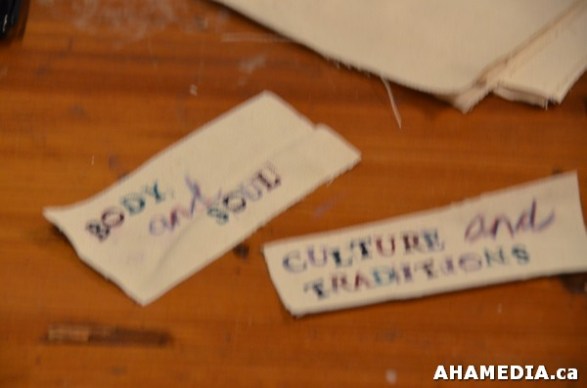 BODY
and SOUL
CULTURE and
TRADITIONS
AHAMEDIA.ca